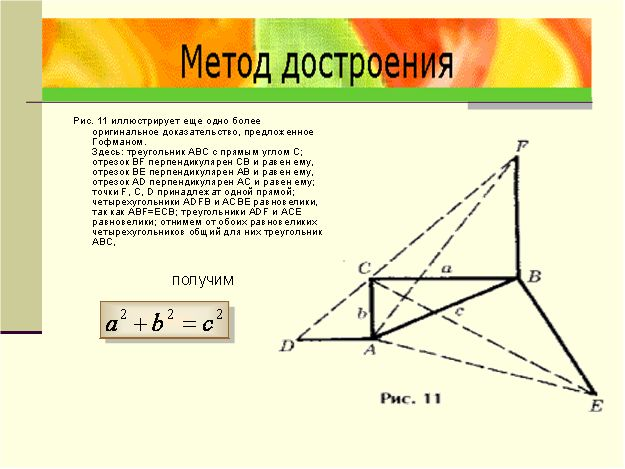 Метод достроения
Рис. 11 иллюстрирует еще одно более
оригинальное доказательство, предложенное
Гофманом.
Здесь: треугольник ABC с прямым углом C;
отрезок BF перпендикулярен CB и равен ему,
отрезок BE перпендикулярен AB и равен ему,
отрезок AD перпендикулярен AC и равен ему;
точки F, C, D принадлежат одной прямой;
четырехугольники ADFB и ACBE равновелики,
так как ABF=ECB; треугольники ADF и ACE
равновелики; отнимем от обоих равновеликих
четырехугольников общий для них треугольник
ABC,
получим
a² + b² = c²
F
C
a
B
b
c
D
A
E
Рис. 11